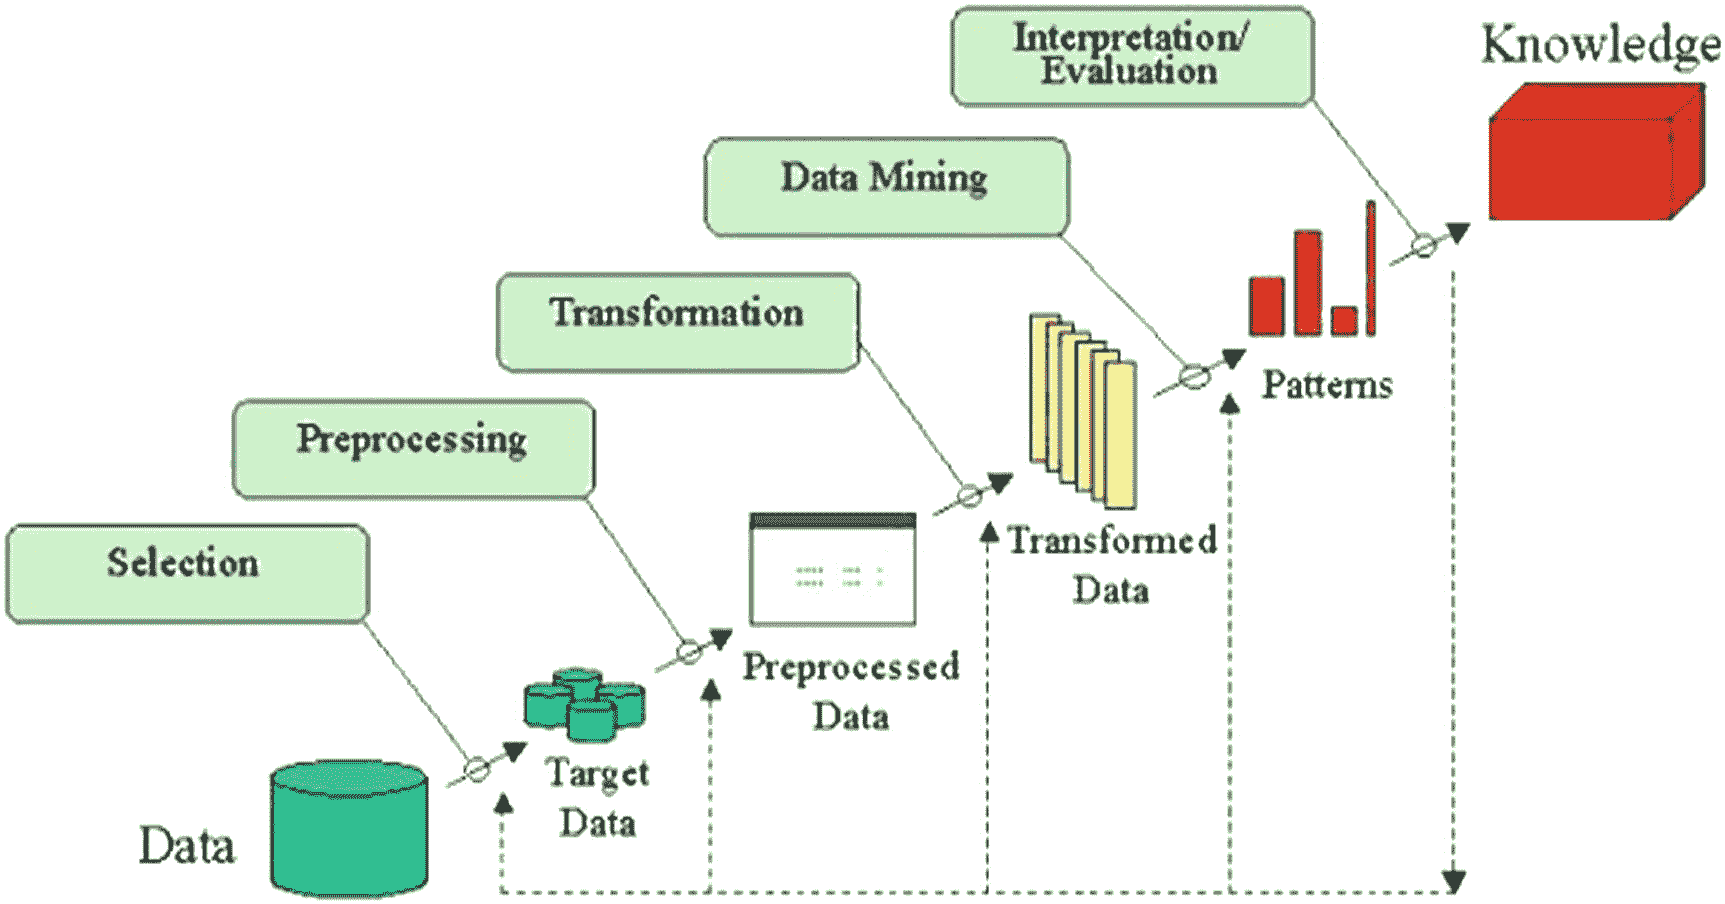 Interpretation/
Evaluation
Knowledge
Data Mining
Transformation
Patterns
Preprocessing
Transformed
Data
Selection
Preprocessed
Data
Target
Data
Data